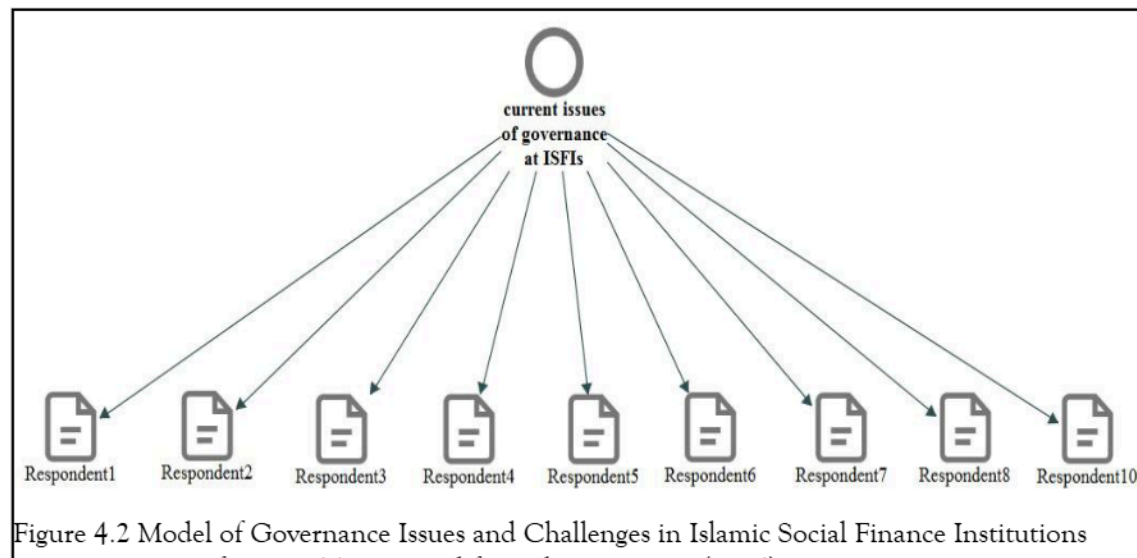 current issues
of governance
at ISFIs
Respondent1
Respondent2
Respondent3
Respondent4
Respondent5
Respondent6
Respondent7
Respondent8
Respondent10
Figure 4.2 Model of Governance Issues and Challenges in Islamic Social Finance Institutions